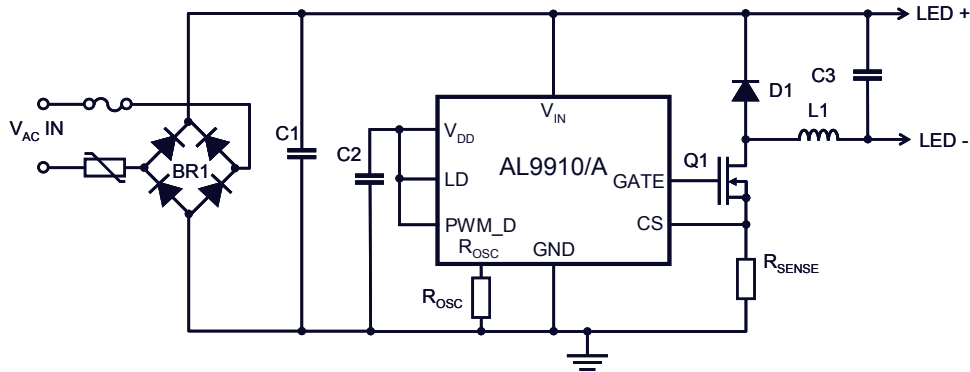 LED +
C3
D1
L1
V_IN
V_AC IN
C1
V_DD
C2
LED -
BR1
Q1
AL9910/A
LD
GATE
PWM_D
CS
R_OSC
GND
R_SENSE
R_OSC